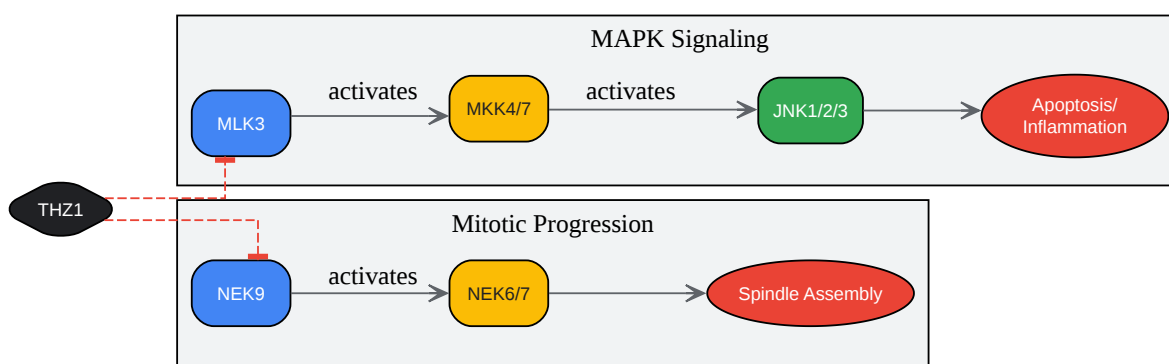 MAPK Signaling
MLK3
activates
MKK4/7
activates
JNK1/2/3
Apoptosis/
Inflammation
THZ1
Mitotic Progression
NEK9
activates
NEK6/7
Spindle Assembly